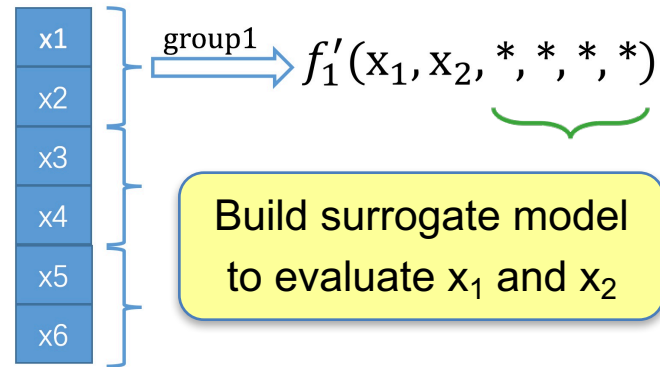 x1
x2
x3
x4
x5
x6
group1
f₁′(x₁, x₂, *, *, *, *)
Build surrogate model
to evaluate x₁ and x₂